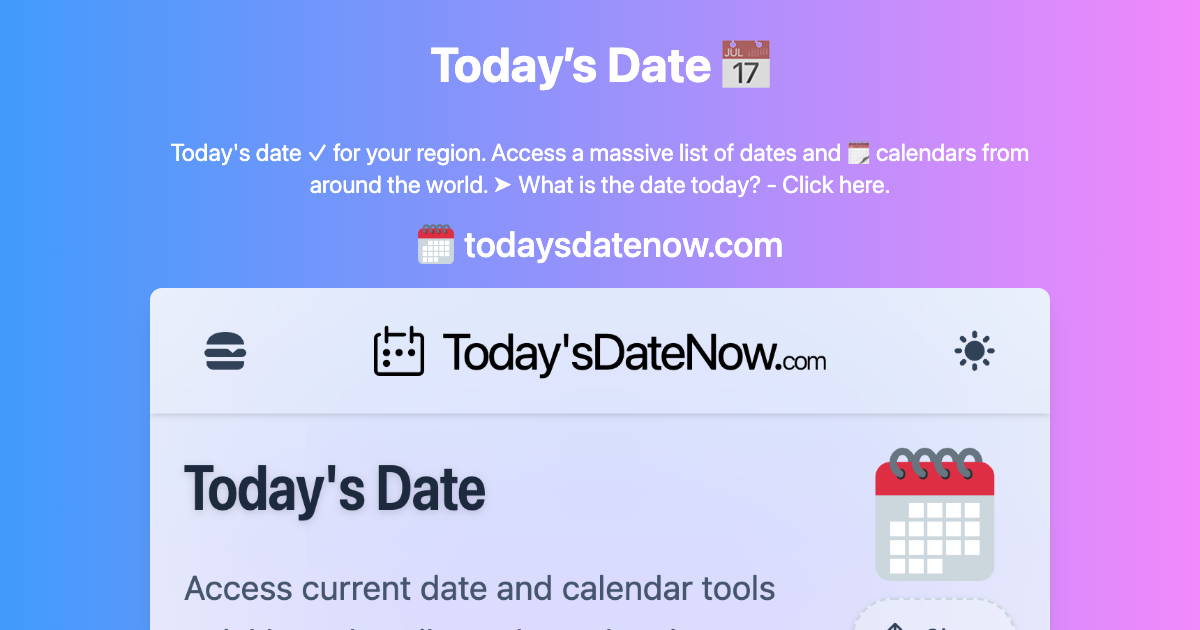 Today’s Date
JUL
17
Today's date ✓ for your region. Access a massive list of dates and calendars from
around the world. ➤ What is the date today? - Click here.
todaysdatenow.com
Today'sDateNow.com
Today's Date
Access current date and calendar tools